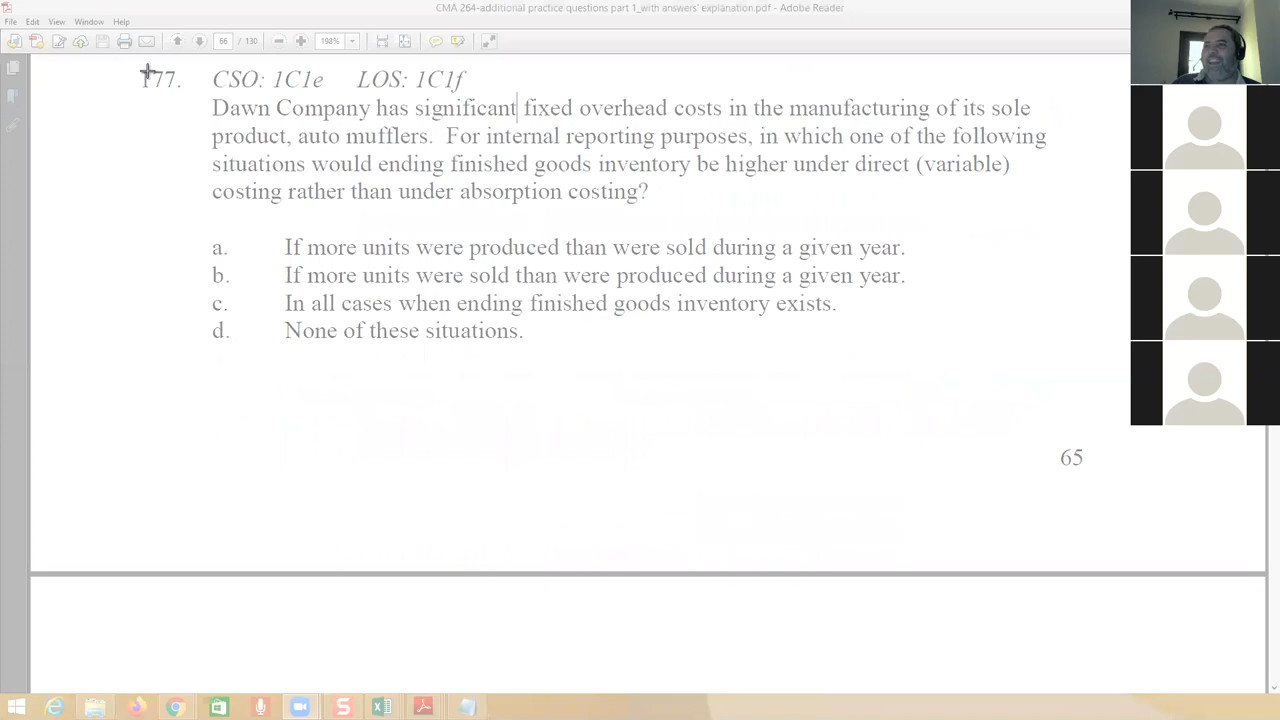 CMA 264-additional practice questions part 1_with answers' explanation.pdf - Adobe Reader
File Edit View Window Help
66 / 130 198%
177. CSO: 1C1e LOS: 1C1f
Dawn Company has significant fixed overhead costs in the manufacturing of its sole
product, auto mufflers. For internal reporting purposes, in which one of the following
situations would ending finished goods inventory be higher under direct (variable)
costing rather than under absorption costing?
a. If more units were produced than were sold during a given year.
b. If more units were sold than were produced during a given year.
c. In all cases when ending finished goods inventory exists.
d. None of these situations.
65